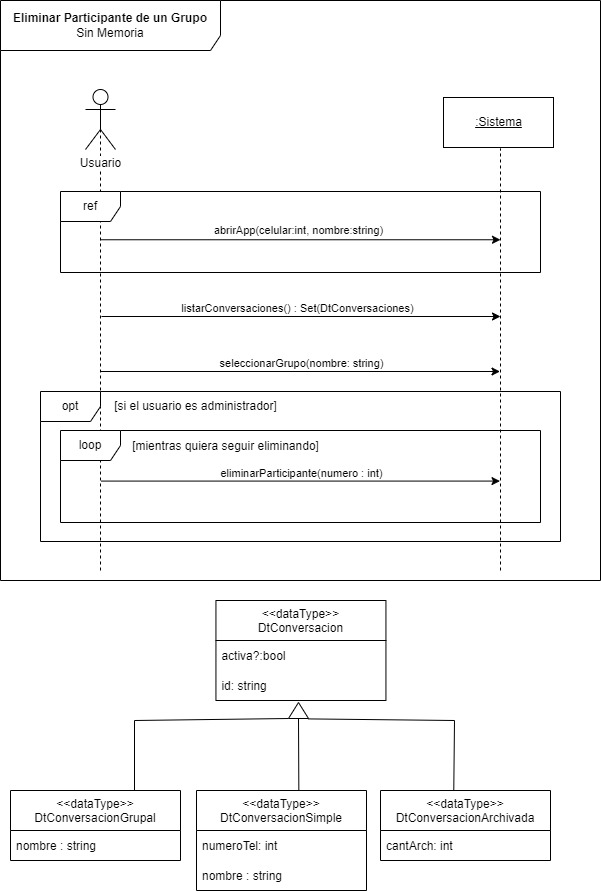 Eliminar Participante de un Grupo
Sin Memoria
Usuario
:Sistema
ref
abrirApp(celular:int, nombre:string)
listarConversaciones() : Set(DtConversaciones)
seleccionarGrupo(nombre: string)
opt
[si el usuario es administrador]
loop
[mientras quiera seguir eliminando]
eliminarParticipante(numero : int)
<<dataType>>
DtConversacion
activa?:bool
id: string
<<dataType>>
DtConversacionGrupal
nombre : string
<<dataType>>
DtConversacionSimple
numeroTel: int
nombre : string
<<dataType>>
DtConversacionArchivada
cantArch: int